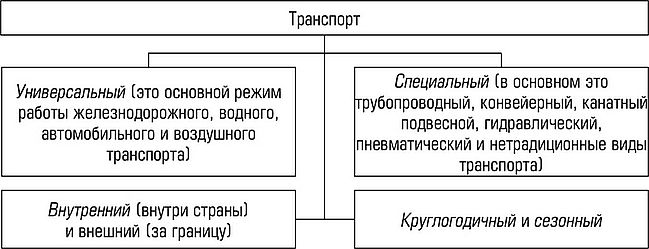 Транспорт
Универсальный (это основной режим
работы железнодорожного, водного,
автомобильного и воздушного
транспорта)
Специальный (в основном это
трубопроводный, конвейерный, канатный
подвесной, гидравлический,
пневматический и нетрадиционные виды
транспорта)
Внутренний (внутри страны)
и внешний (за границу)
Круглогодичный и сезонный